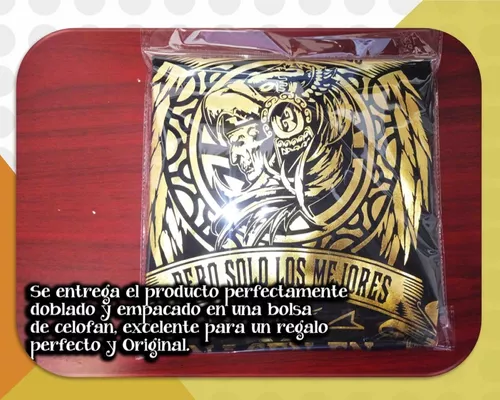 3
PERO SOLO LOS MEJORES
Se entrega el producto perfectamente
doblado y empacado en una bolsa
de celofan, excelente para un regalo
perfecto y Original.